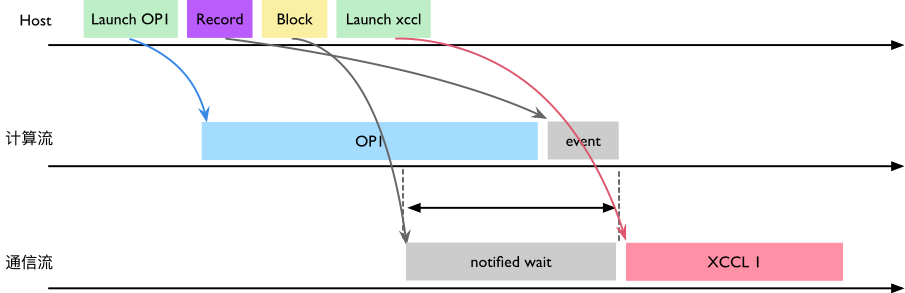 Host
Launch OP1
Record
Block
Launch xccl
计算流
OP1
event
通信流
notified wait
XCCL 1